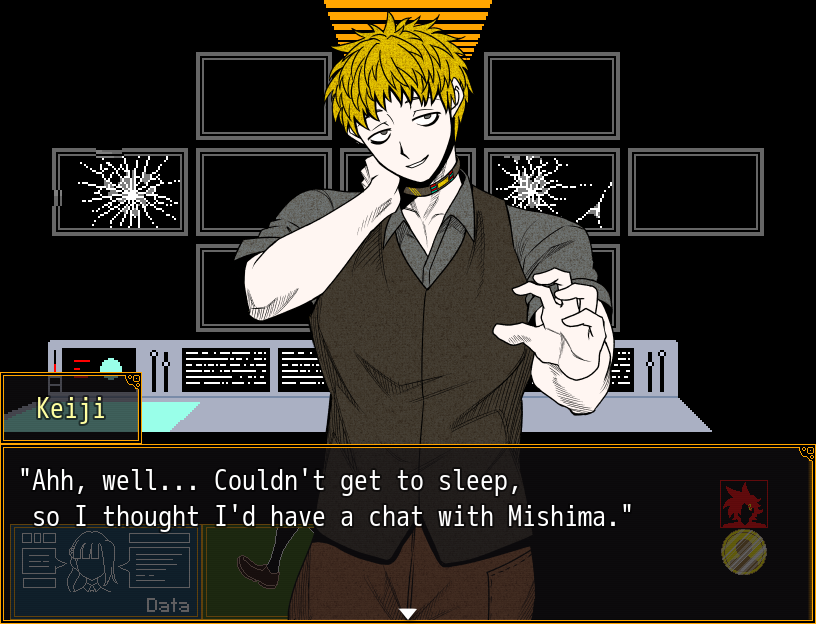 Keiji
"Ahh, well... Couldn't get to sleep,
so I thought I'd have a chat with Mishima."
Data